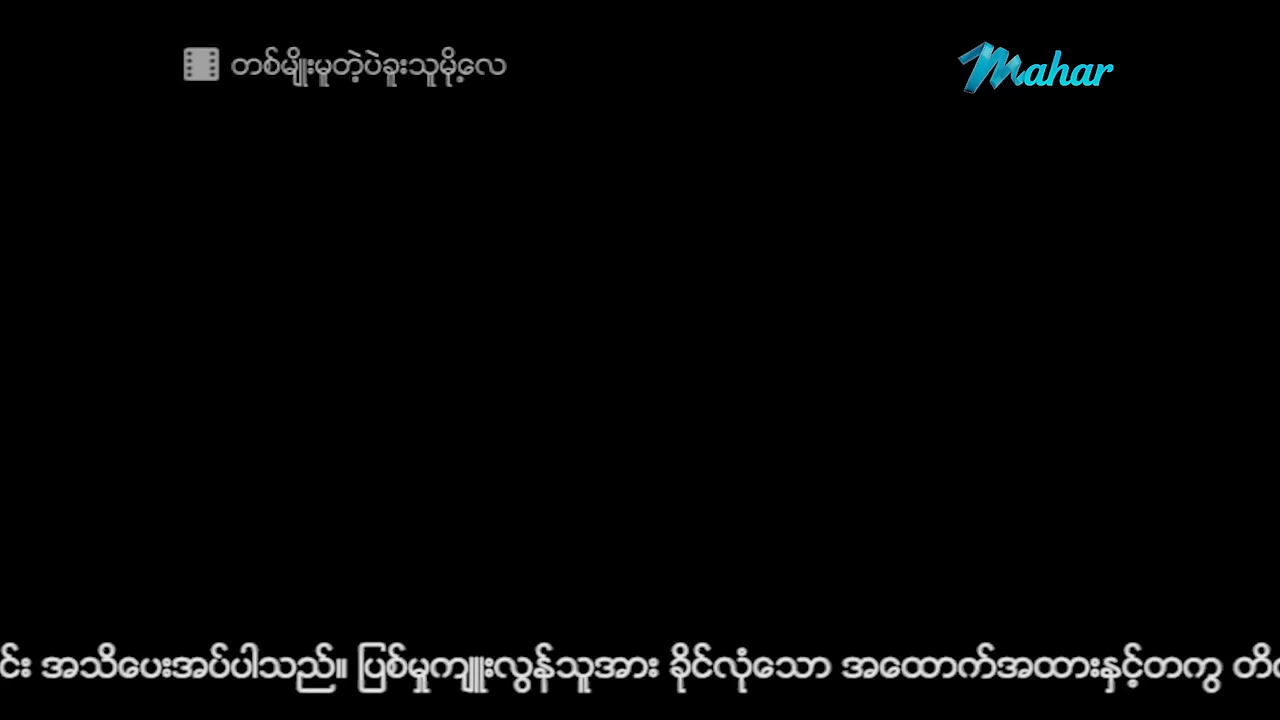 တစ်မျိုးမူတဲ့ပဲခူးသူမို့လေ
Mahar
အသိပေးအပ်ပါသည်။ ပြစ်မှုကျူးလွန်သူအား ခိုင်လုံသော အထောက်အထားနှင့်တကွ